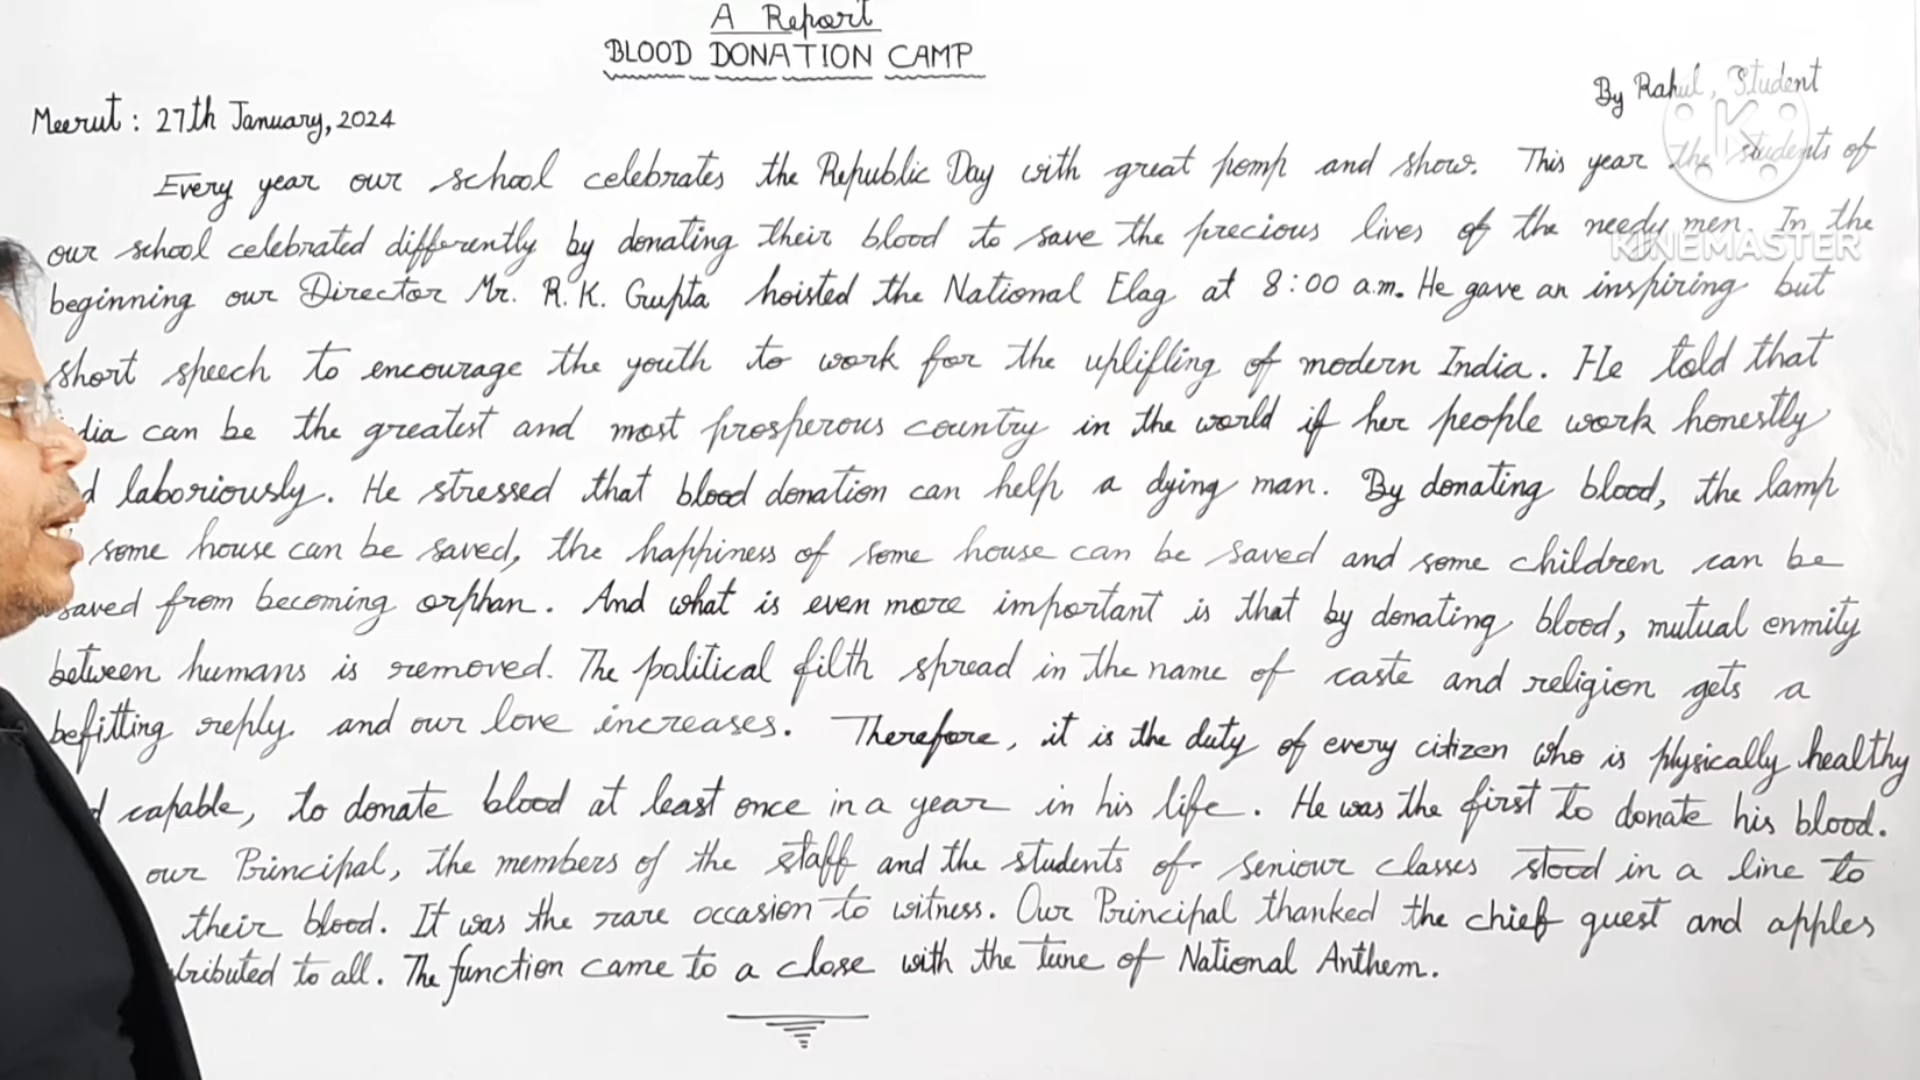 A Report
BLOOD DONATION CAMP
By Rahul, Student
Meerut : 27th January, 2024
Every year our school celebrates the Republic Day with great pomp and show. This year the students of
our school celebrated differently by donating their blood to save the precious lives of the needy men. In the
KINEMASTER
beginning our Director Mr. R.K. Gupta hoisted the National Flag at 8:00 a.m. He gave an inspiring but
short speech to encourage the youth to work for the uplifting of modern India. He told that
dia can be the greatest and most prosperous country in the world if her people work honestly
d laboriously. He stressed that blood donation can help a dying man. By donating blood, the lamp
some house can be saved, the happiness of some house can be saved and some children can be
saved from becoming orphan. And what is even more important is that by donating blood, mutual enmity
between humans is removed. The political filth spread in the name of caste and religion gets a
befitting reply. and our love increases. Therefore, it is the duty of every citizen who is physically healthy
d capable, to donate blood at least once in a year in his life. He was the first to donate his blood.
our Principal, the members of the staff and the students of seniour classes stood in a line to
their blood. It was the rare occasion to witness. Our Principal thanked the chief guest and apples
tributed to all. The function came to a close with the tune of National Anthem.